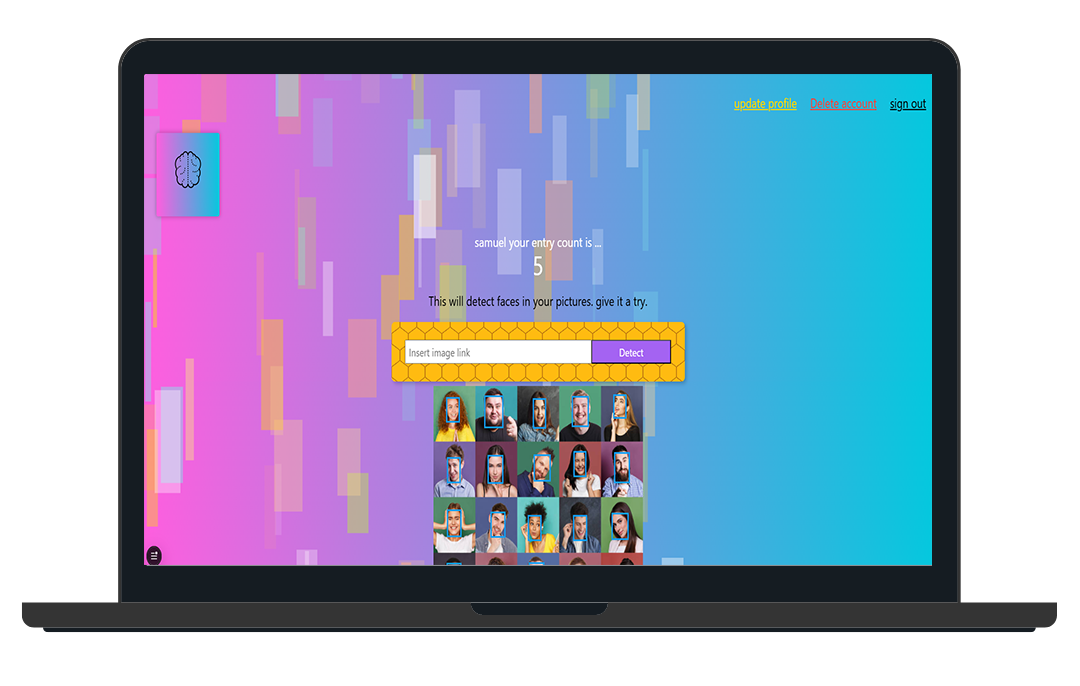 update profile Delete account sign out
samuel your entry count is ...
5
This will detect faces in your pictures. give it a try.
Insert image link Detect